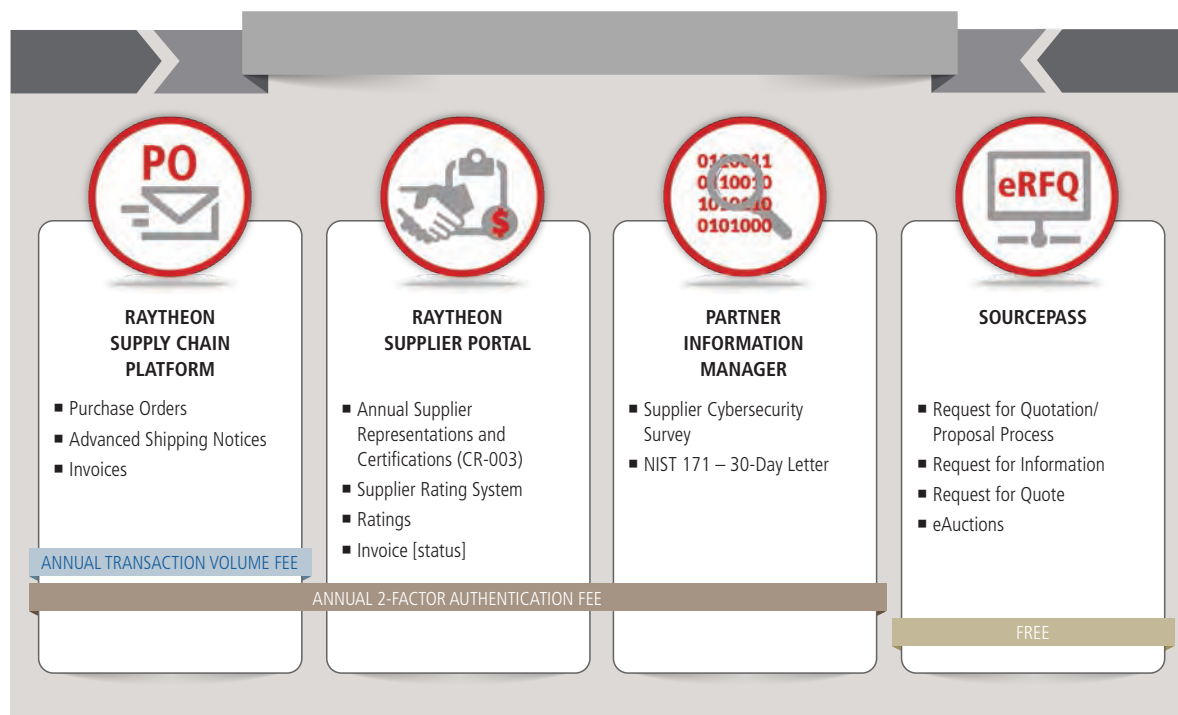 PO
RAYTHEON
SUPPLY CHAIN
PLATFORM
■ Purchase Orders
■ Advanced Shipping Notices
■ Invoices
RAYTHEON
SUPPLIER PORTAL
$
■ Annual Supplier
Representations and
Certifications (CR-003)
■ Supplier Rating System
■ Ratings
■ Invoice [status]
0101000
PARTNER
INFORMATION
MANAGER
■ Supplier Cybersecurity
Survey
■ NIST 171 – 30-Day Letter
eRFQ
SOURCEPASS
■ Request for Quotation/
Proposal Process
■ Request for Information
■ Request for Quote
■ eAuctions
ANNUAL TRANSACTION VOLUME FEE
ANNUAL 2-FACTOR AUTHENTICATION FEE
FREE